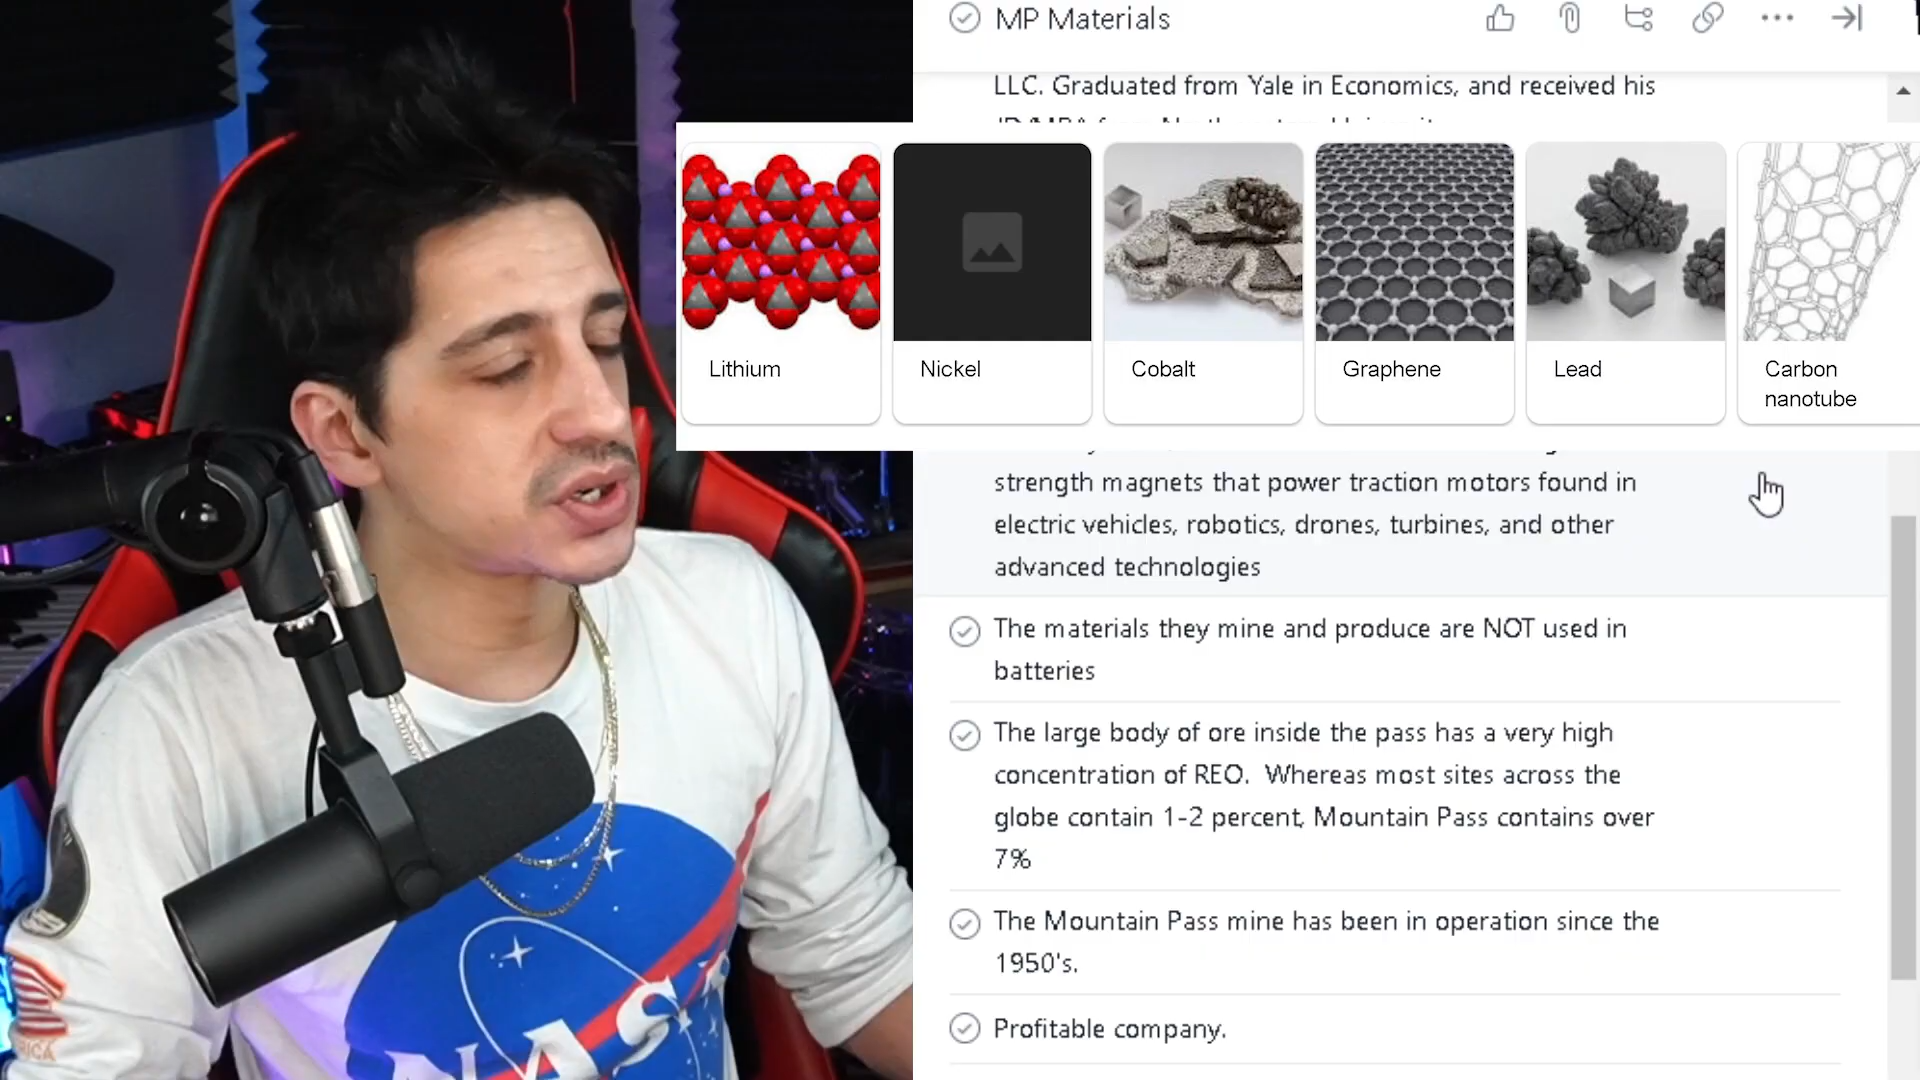 MP Materials
LLC. Graduated from Yale in Economics, and received his
Lithium
Nickel
Cobalt
Graphene
Lead
Carbon
nanotube
strength magnets that power traction motors found in
electric vehicles, robotics, drones, turbines, and other
advanced technologies
The materials they mine and produce are NOT used in
batteries
The large body of ore inside the pass has a very high
concentration of REO. Whereas most sites across the
globe contain 1-2 percent, Mountain Pass contains over
7%
The Mountain Pass mine has been in operation since the
1950's.
Profitable company.
NASA